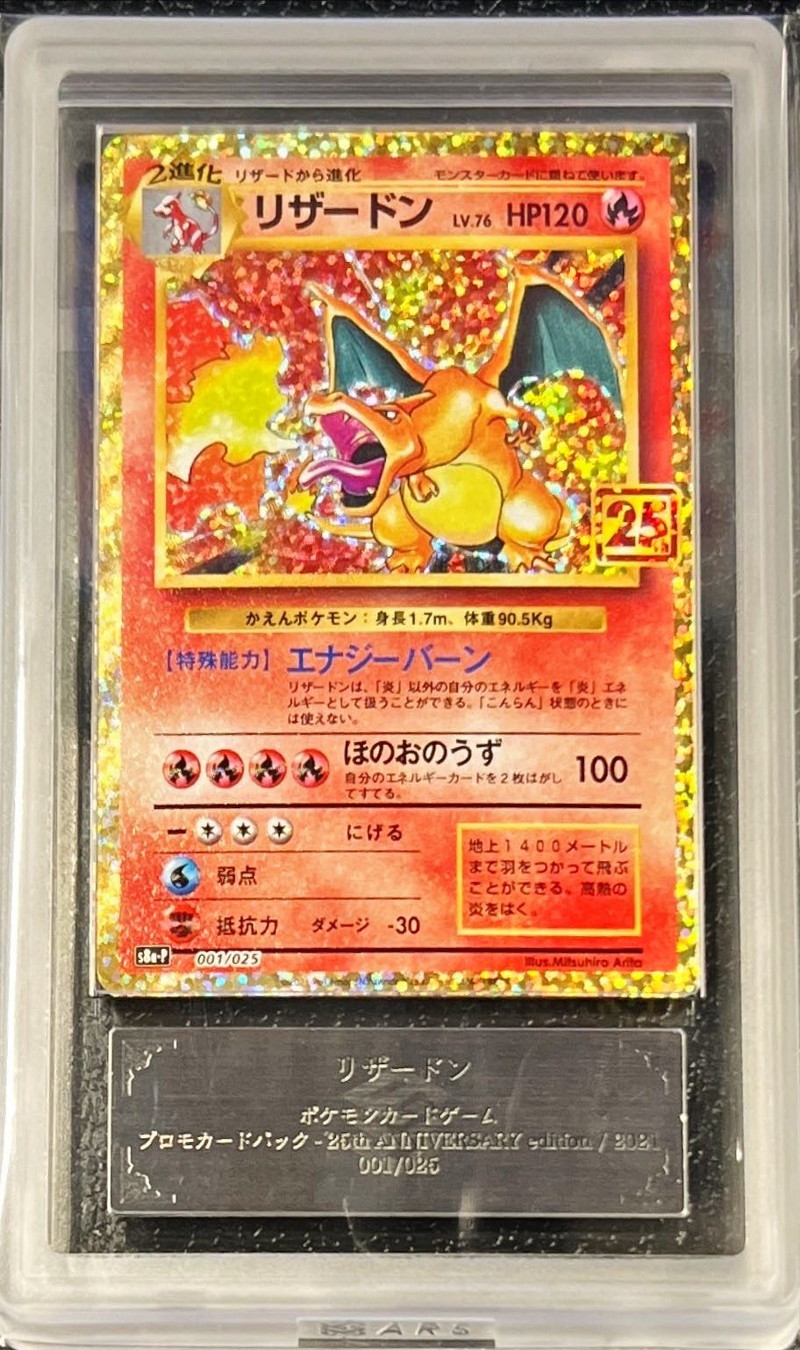 2進化 リザードから進化 モンスターカードに重ねて使います。
リザードン LV.76 HP120
25
かえんポケモン：身長1.7m、体重90.5Kg
【特殊能力】エナジーバーン
リザードンは、「炎」以外の自分のエネルギーを「炎」エネ
ルギーとして扱うことができる。「こんらん」状態のときに
は使えない。
ほのおのうず 100
自分のエネルギーカードを2枚はがし
てすてる。
にげる
弱点
抵抗力 ダメージ -30
地上1400メートル
まで羽をつかって飛ぶ
ことができる。高熱の
炎をはく。
s8a-P 001/025
Illus.Mitsuhiro Arita
リザードン
ポケモンカードゲーム
プロモカードパック - 25th ANNIVERSARY edition / 2021
001/025
ARS